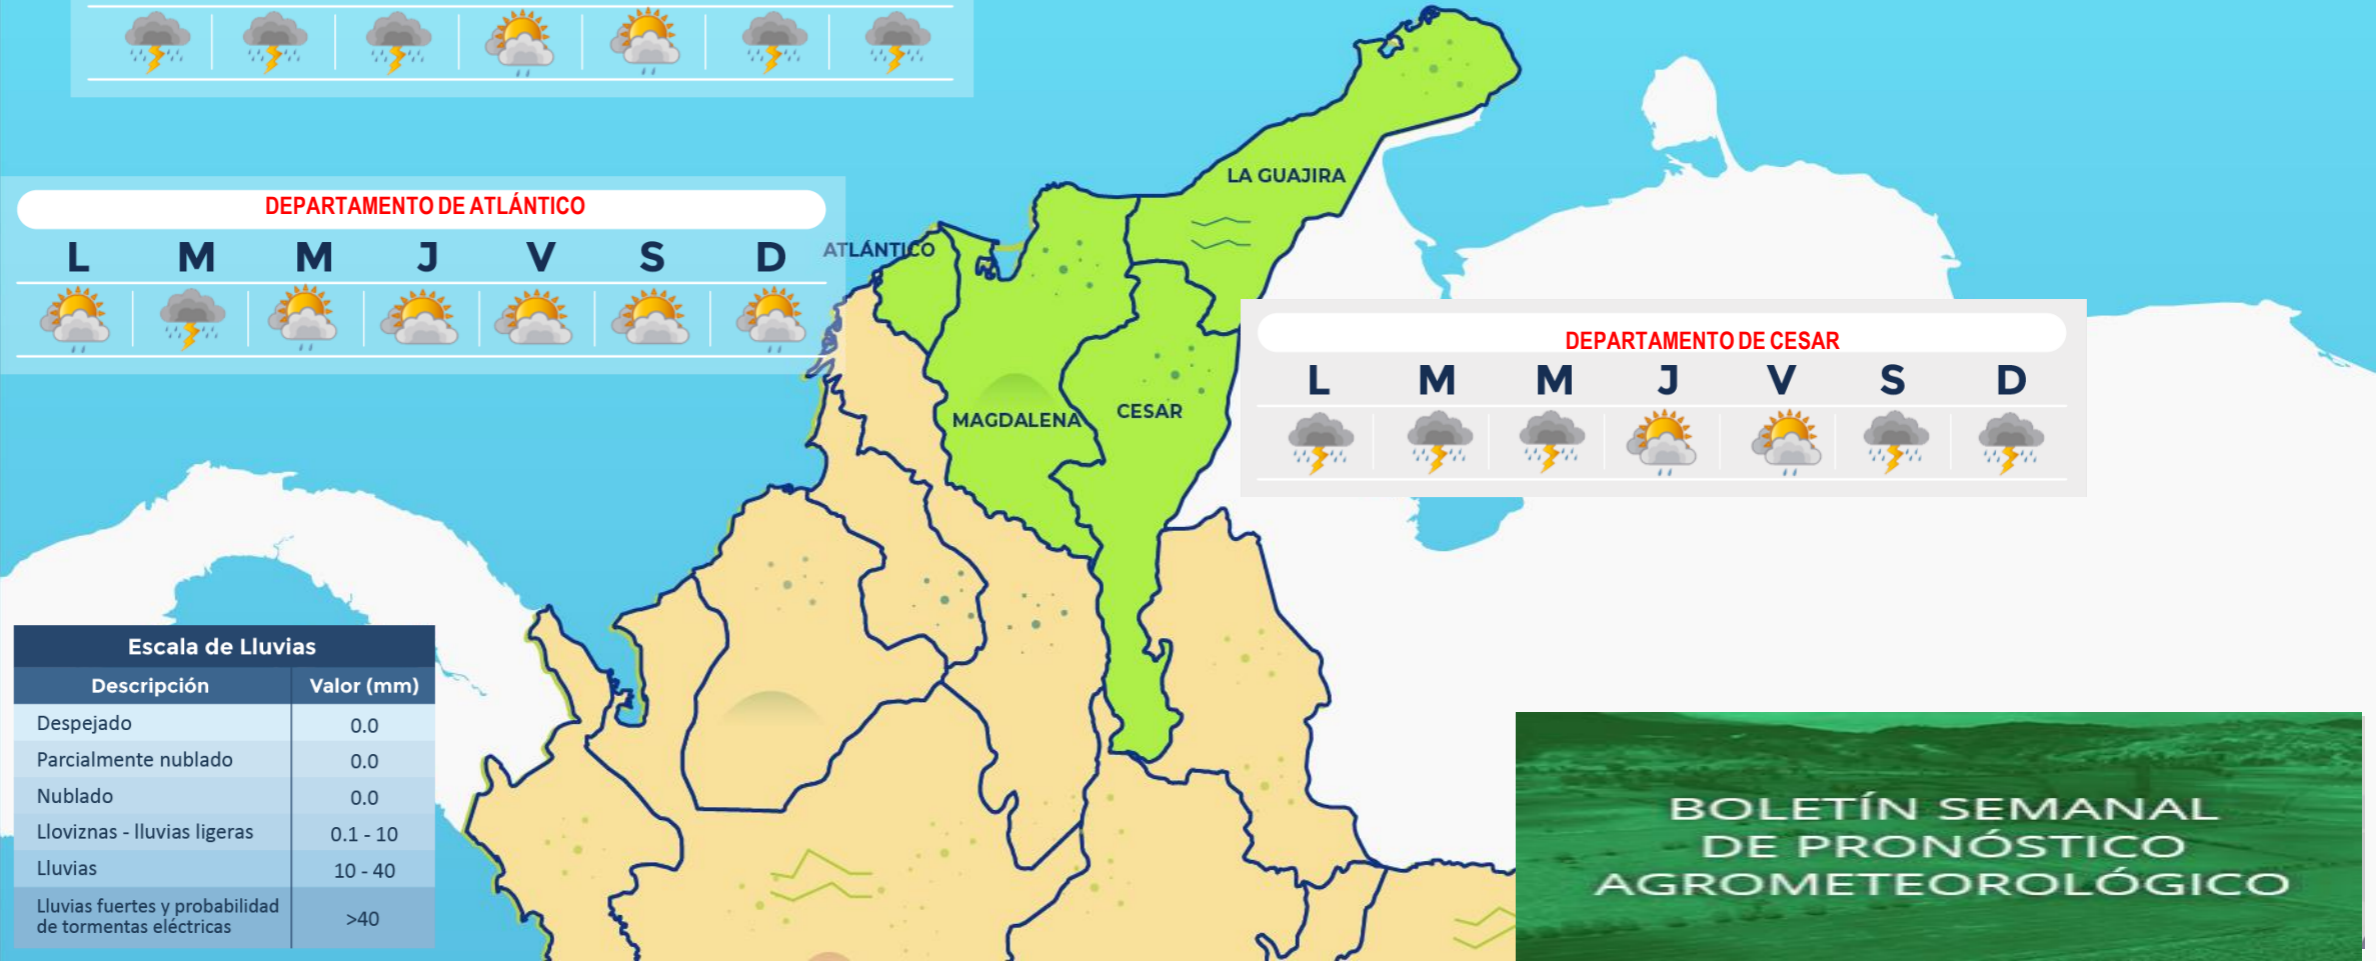 DEPARTAMENTO DE ATLÁNTICO
L M M J V S D
LA GUAJIRA
ATLÁNTICO
MAGDALENA
CESAR
DEPARTAMENTO DE CESAR
L M M J V S D
Escala de Lluvias
Descripción Valor (mm)
Despejado 0.0
Parcialmente nublado 0.0
Nublado 0.0
Lloviznas - lluvias ligeras 0.1 - 10
Lluvias 10 - 40
Lluvias fuertes y probabilidad
de tormentas eléctricas >40
BOLETÍN SEMANAL
DE PRONÓSTICO
AGROMETEOROLÓGICO